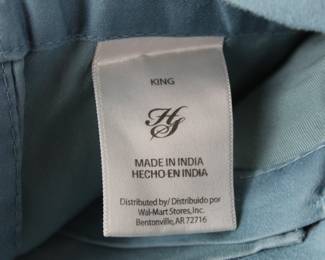 KING
HS
MADE IN INDIA
HECHO EN INDIA
Distributed by/Distribuido por
Wal-Mart Stores, Inc.
Bentonville, AR 72716